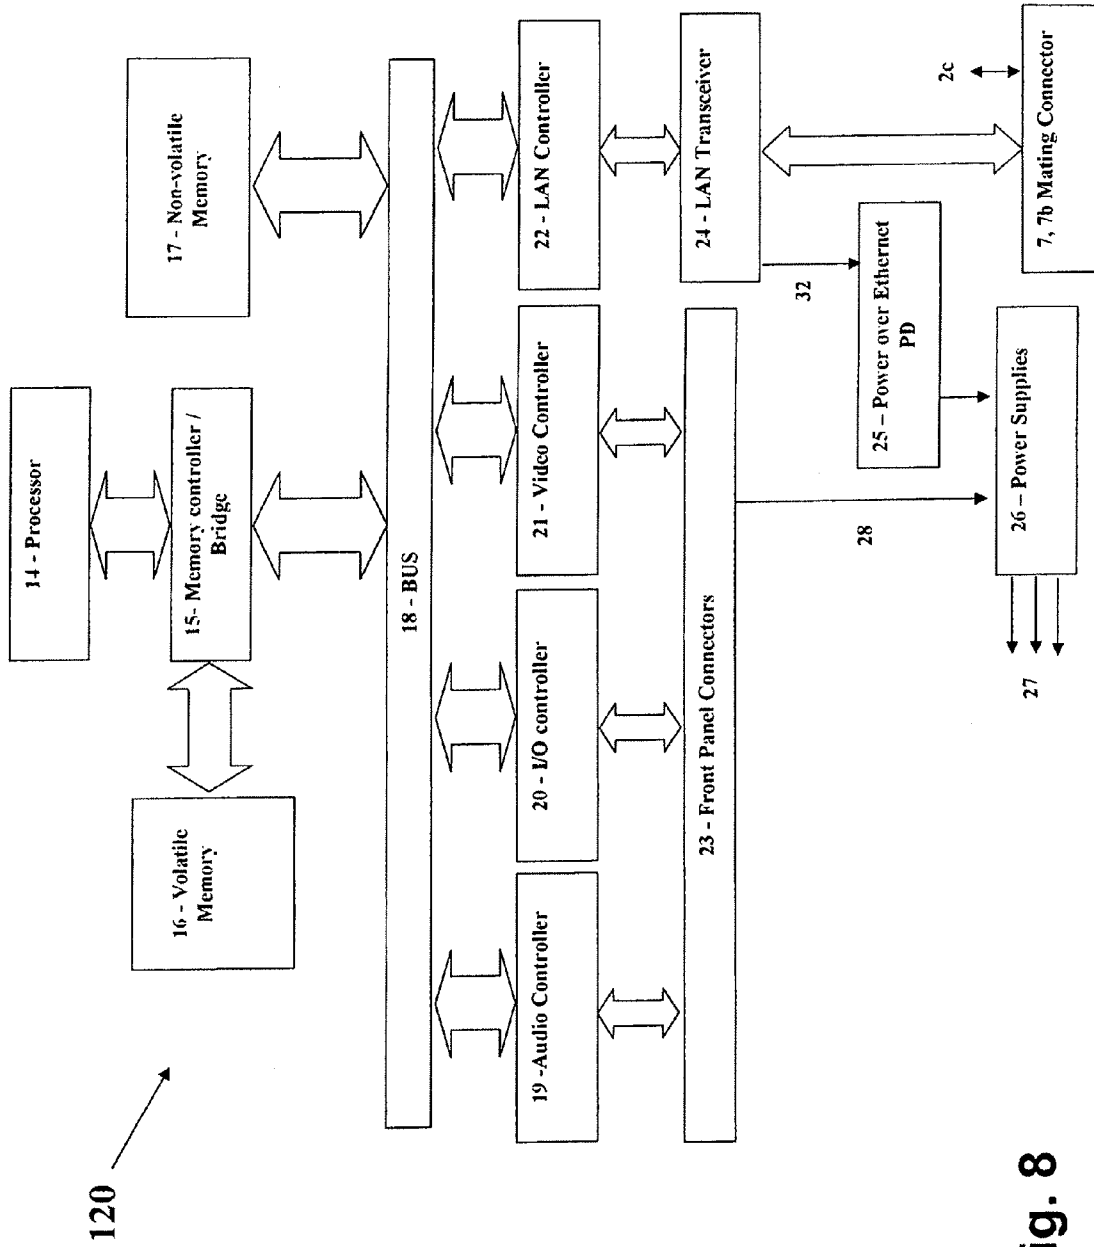 14 - Processor
120
16 - Volatile
Memory
15- Memory controller /
Bridge
17 - Non-volatile
Memory
18 - BUS
19 -Audio Controller
20 - I/O controller
21 - Video Controller
22 - LAN Controller
23 - Front Panel Connectors
24 - LAN Transceiver
32
28
25 – Power over Ethernet
PD
2c
26 – Power Supplies
7, 7b Mating Connector
27
ig. 8